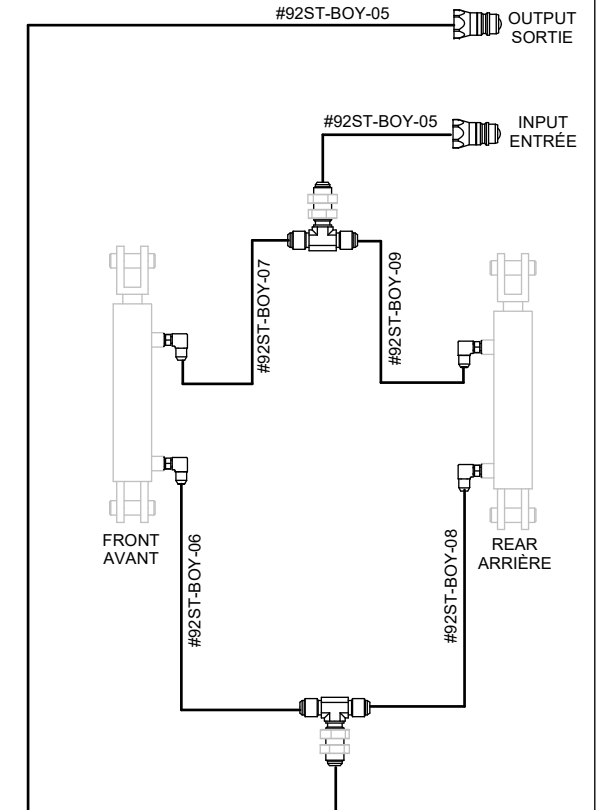 #92ST-BOY-05
OUTPUT
SORTIE
#92ST-BOY-05
INPUT
ENTRÉE
#92ST-BOY-07
#92ST-BOY-09
FRONT
AVANT
#92ST-BOY-06
#92ST-BOY-08
REAR
ARRIÈRE